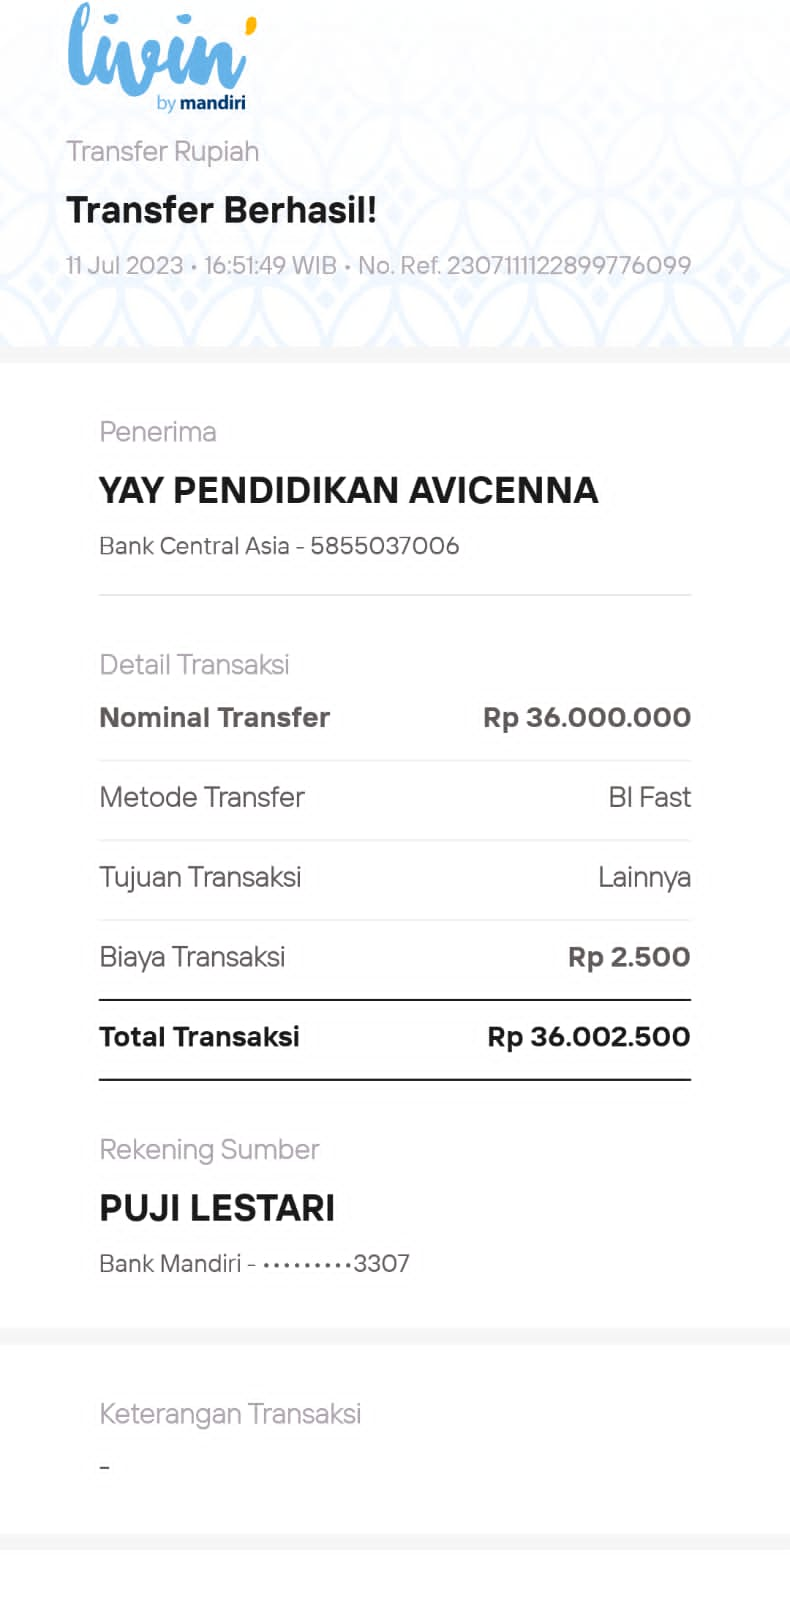 livin'
by mandiri
Transfer Rupiah
Transfer Berhasil!
11 Jul 2023 • 16:51:49 WIB • No. Ref. 2307111122899776099
Penerima
YAY PENDIDIKAN AVICENNA
Bank Central Asia - 5855037006
Detail Transaksi
Nominal Transfer Rp 36.000.000
Metode Transfer BI Fast
Tujuan Transaksi Lainnya
Biaya Transaksi Rp 2.500
Total Transaksi Rp 36.002.500
Rekening Sumber
PUJI LESTARI
Bank Mandiri - •••••••••3307
Keterangan Transaksi
-